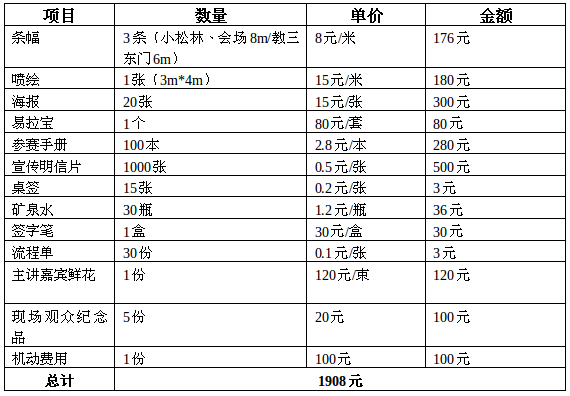 项目 数量 单价 金额
条幅 3条（小松林、会场8m/教三 8元/米 176元
东门6m）
喷绘 1张（3m*4m） 15元/米 180元
海报 20张 15元/张 300元
易拉宝 1个 80元/套 80元
参赛手册 100本 2.8元/本 280元
宣传明信片 1000张 0.5元/张 500元
桌签 15张 0.2元/张 3元
矿泉水 30瓶 1.2元/瓶 36元
签字笔 1盒 30元/盒 30元
流程单 30份 0.1元/张 3元
主讲嘉宾鲜花 1份 120元/束 120元
现场观众纪念 5份 20元 100元
品
机动费用 1份 100元 100元
总计 1908元